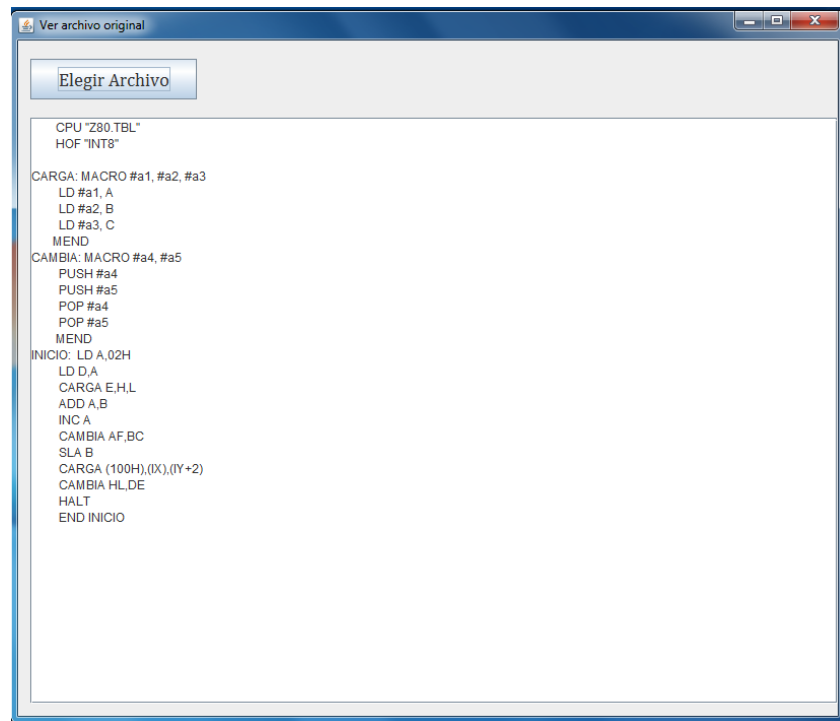 Ver archivo original
Elegir Archivo
CPU "Z80.TBL"
HOF "INT8"
CARGA: MACRO #a1, #a2, #a3
LD #a1, A
LD #a2, B
LD #a3, C
MEND
CAMBIA: MACRO #a4, #a5
PUSH #a4
PUSH #a5
POP #a4
POP #a5
MEND
INICIO: LD A,02H
LD D,A
CARGA E,H,L
ADD A,B
INC A
CAMBIA AF,BC
SLA B
CARGA (100H),(IX),(IY+2)
CAMBIA HL,DE
HALT
END INICIO